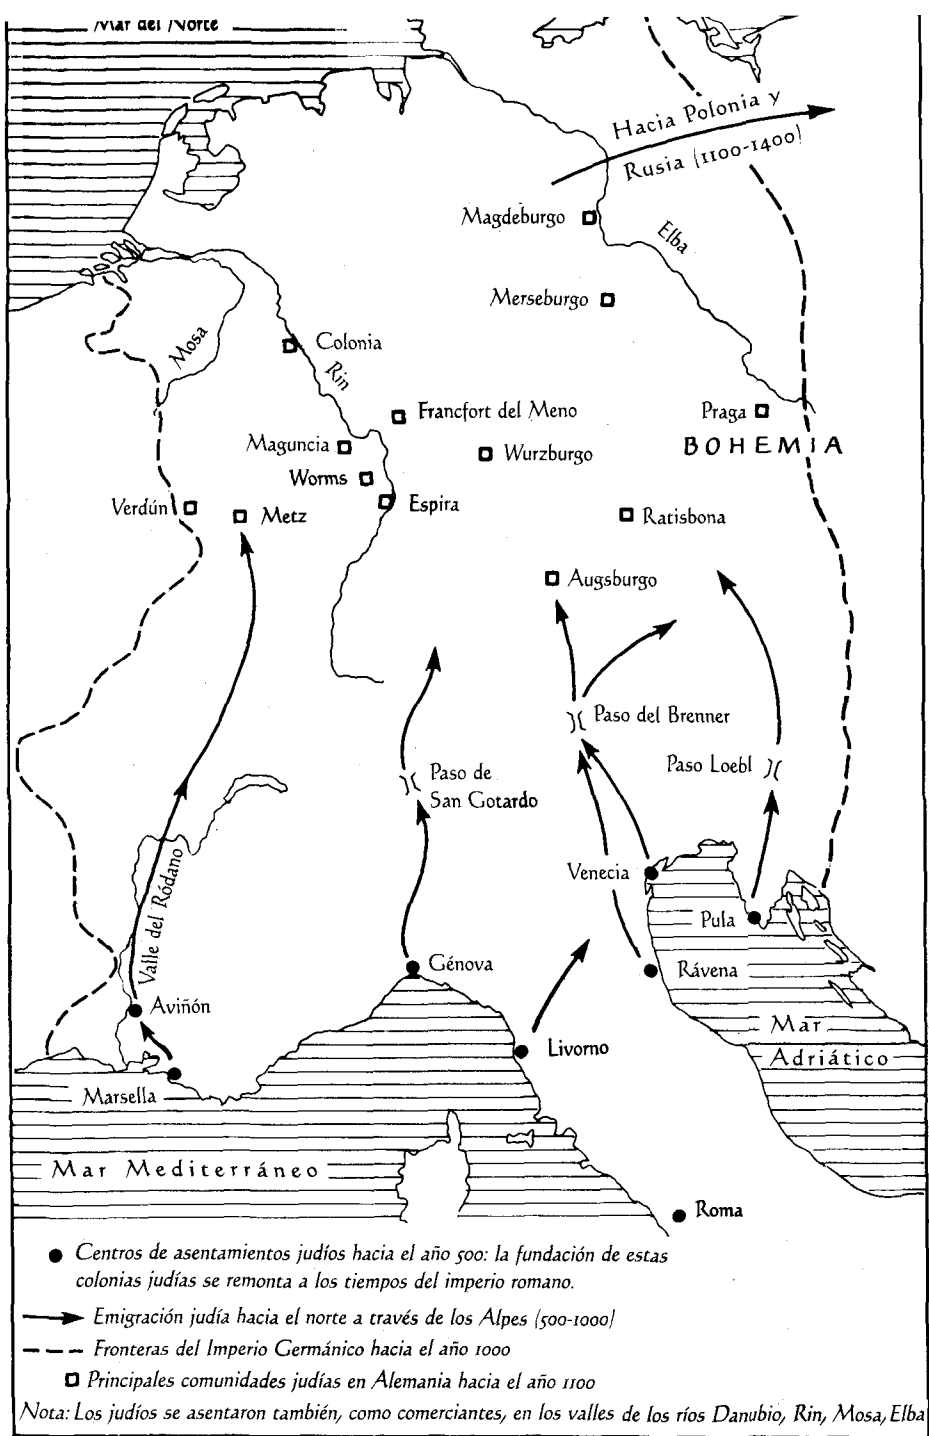 Mar del Norte
Hacia Polonia y
Rusia (1100-1400)
Magdeburgo
Elba
Merseburgo
Mosa
Colonia
Rin
Francfort del Meno
Praga
BOHEMIA
Maguncia
Wurzburgo
Worms
Verdún
Metz
Espira
Ratisbona
Augsburgo
Paso del Brenner
Paso Loebl
Paso de
San Gotardo
Valle del Ródano
Venecia
Pula
Génova
Rávena
Aviñón
Mar
Adriático
Livorno
Marsella
Mar Mediterráneo
Roma
Centros de asentamientos judíos hacia el año 500: la fundación de estas
colonias judías se remonta a los tiempos del imperio romano.
Emigración judía hacia el norte a través de los Alpes (500-1000)
Fronteras del Imperio Germánico hacia el año 1000
Principales comunidades judías en Alemania hacia el año 1100
Nota: Los judíos se asentaron también, como comerciantes, en los valles de los ríos Danubio, Rin, Mosa, Elba